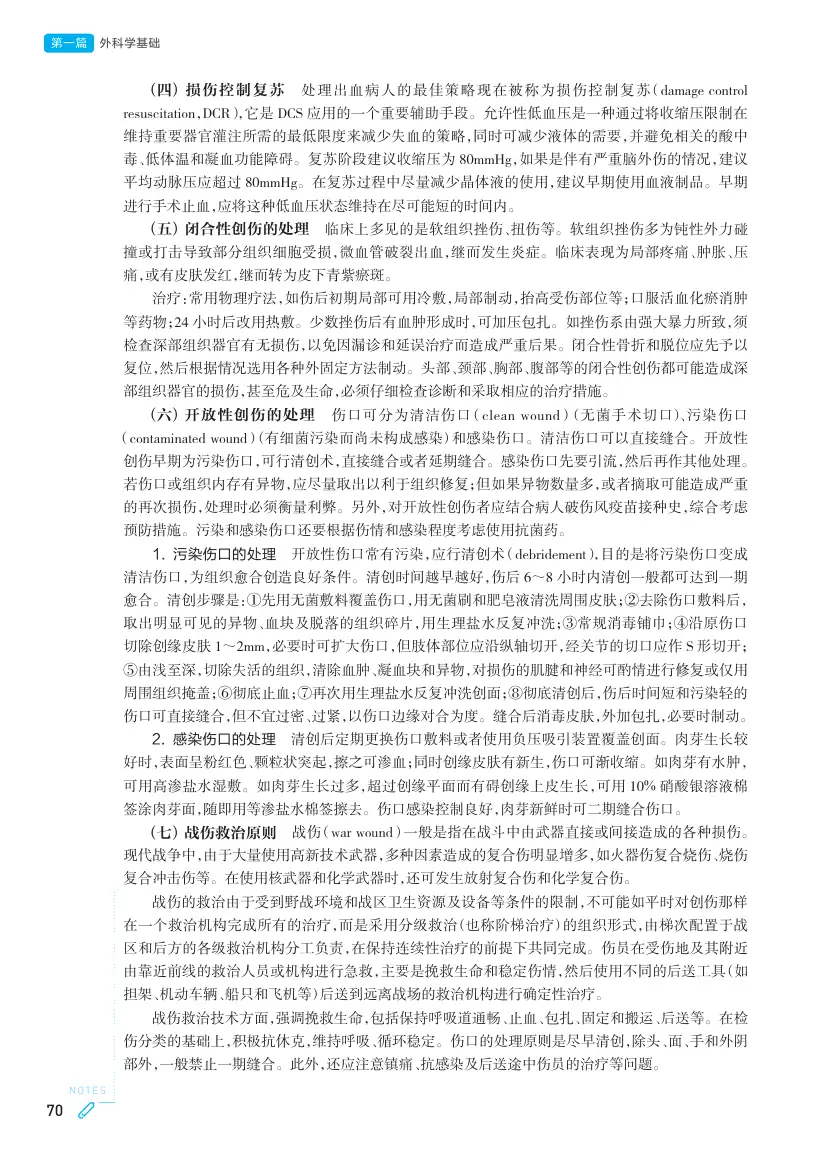 第一篇 外科学基础
（四）损伤控制复苏 处理出血病人的最佳策略现在被称为损伤控制复苏（damage control
resuscitation，DCR），它是 DCS 应用的一个重要辅助手段。允许性低血压是一种通过将收缩压限制在
维持重要器官灌注所需的最低限度来减少失血的策略，同时可减少液体的需要，并避免相关的酸中
毒、低体温和凝血功能障碍。复苏阶段建议收缩压为 80mmHg，如果是伴有严重脑外伤的情况，建议
平均动脉压应超过 80mmHg。在复苏过程中尽量减少晶体液的使用，建议早期使用血液制品。早期
进行手术止血，应将这种低血压状态维持在尽可能短的时间内。
（五）闭合性创伤的处理 临床上多见的是软组织挫伤、扭伤等。软组织挫伤多为钝性外力碰
撞或打击导致部分组织细胞受损，微血管破裂出血，继而发生炎症。临床表现为局部疼痛、肿胀、压
痛，或有皮肤发红，继而转为皮下青紫瘀斑。
治疗：常用物理疗法，如伤后初期局部可用冷敷，局部制动，抬高受伤部位等；口服活血化瘀消肿
等药物；24 小时后改用热敷。少数挫伤后有血肿形成时，可加压包扎。如挫伤系由强大暴力所致，须
检查深部组织器官有无损伤，以免因漏诊和延误治疗而造成严重后果。闭合性骨折和脱位应先予以
复位，然后根据情况选用各种外固定方法制动。头部、颈部、胸部、腹部等的闭合性创伤都可能造成深
部组织器官的损伤，甚至危及生命，必须仔细检查诊断和采取相应的治疗措施。
（六）开放性创伤的处理 伤口可分为清洁伤口（clean wound）（无菌手术切口）、污染伤口
（contaminated wound）（有细菌污染而尚未构成感染）和感染伤口。清洁伤口可以直接缝合。开放性
创伤早期为污染伤口，可行清创术，直接缝合或者延期缝合。感染伤口先要引流，然后再作其他处理。
若伤口或组织内存有异物，应尽量取出以利于组织修复；但如果异物数量多，或者摘取可能造成严重
的再次损伤，处理时必须衡量利弊。另外，对开放性创伤者应结合病人破伤风疫苗接种史，综合考虑
预防措施。污染和感染伤口还要根据伤情和感染程度考虑使用抗菌药。
1. 污染伤口的处理 开放性伤口常有污染，应行清创术（debridement），目的是将污染伤口变成
清洁伤口，为组织愈合创造良好条件。清创时间越早越好，伤后 6～8 小时内清创一般都可达到一期
愈合。清创步骤是：①先用无菌敷料覆盖伤口，用无菌刷和肥皂液清洗周围皮肤；②去除伤口敷料后，
取出明显可见的异物、血块及脱落的组织碎片，用生理盐水反复冲洗；③常规消毒铺巾；④沿原伤口
切除创缘皮肤 1～2mm，必要时可扩大伤口，但肢体部位应沿纵轴切开，经关节的切口应作 S 形切开；
⑤由浅至深，切除失活的组织，清除血肿、凝血块和异物，对损伤的肌腱和神经可酌情进行修复或仅用
周围组织掩盖；⑥彻底止血；⑦再次用生理盐水反复冲洗创面；⑧彻底清创后，伤后时间短和污染轻的
伤口可直接缝合，但不宜过密、过紧，以伤口边缘对合为度。缝合后消毒皮肤，外加包扎，必要时制动。
2. 感染伤口的处理 清创后定期更换伤口敷料或者使用负压吸引装置覆盖创面。肉芽生长较
好时，表面呈粉红色、颗粒状突起，擦之可渗血；同时创缘皮肤有新生，伤口可渐收缩。如肉芽有水肿，
可用高渗盐水湿敷。如肉芽生长过多，超过创缘平面而有碍创缘上皮生长，可用 10% 硝酸银溶液棉
签涂肉芽面，随即用等渗盐水棉签擦去。伤口感染控制良好，肉芽新鲜时可二期缝合伤口。
（七）战伤救治原则 战伤（war wound）一般是指在战斗中由武器直接或间接造成的各种损伤。
现代战争中，由于大量使用高新技术武器，多种因素造成的复合伤明显增多，如火器伤复合烧伤、烧伤
复合冲击伤等。在使用核武器和化学武器时，还可发生放射复合伤和化学复合伤。
战伤的救治由于受到野战环境和战区卫生资源及设备等条件的限制，不可能如平时对创伤那样
在一个救治机构完成所有的治疗，而是采用分级救治（也称阶梯治疗）的组织形式，由梯次配置于战
区和后方的各级救治机构分工负责，在保持连续性治疗的前提下共同完成。伤员在受伤地及其附近
由靠近前线的救治人员或机构进行急救，主要是挽救生命和稳定伤情，然后使用不同的后送工具（如
担架、机动车辆、船只和飞机等）后送到远离战场的救治机构进行确定性治疗。
战伤救治技术方面，强调挽救生命，包括保持呼吸道通畅、止血、包扎、固定和搬运、后送等。在检
伤分类的基础上，积极抗休克，维持呼吸、循环稳定。伤口的处理原则是尽早清创，除头、面、手和外阴
部外，一般禁止一期缝合。此外，还应注意镇痛、抗感染及后送途中伤员的治疗等问题。
NOTES
70